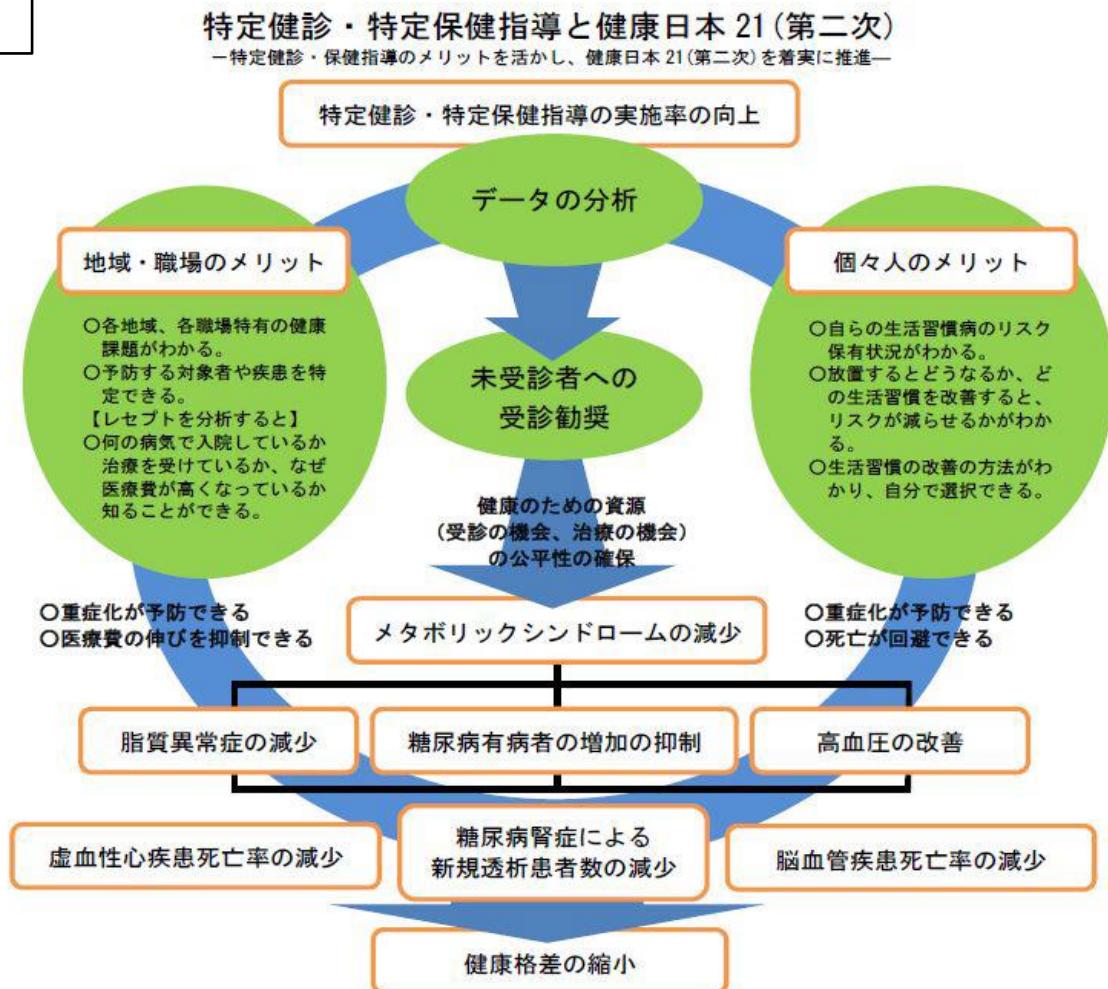 特定健診・特定保健指導と健康日本 21(第二次)
―特定健診・保健指導のメリットを活かし、健康日本 21(第二次)を着実に推進―
特定健診・特定保健指導の実施率の向上
データの分析
地域・職場のメリット
〇各地域、各職場特有の健康
課題がわかる。
〇予防する対象者や疾患を特
定できる。
【レセプトを分析すると】
〇何の病気で入院しているか
治療を受けているか、なぜ
医療費が高くなっているか
知ることができる。
個々人のメリット
〇自らの生活習慣病のリスク
保有状況がわかる。
〇放置するとどうなるか、ど
の生活習慣を改善すると、
リスクが減らせるかがわか
る。
〇生活習慣の改善の方法がわ
かり、自分で選択できる。
未受診者への
受診勧奨
健康のための資源
(受診の機会、治療の機会)
の公平性の確保
〇重症化が予防できる
〇医療費の伸びを抑制できる
〇重症化が予防できる
〇死亡が回避できる
メタボリックシンドロームの減少
脂質異常症の減少
糖尿病有病者の増加の抑制
高血圧の改善
虚血性心疾患死亡率の減少
糖尿病腎症による
新規透析患者数の減少
脳血管疾患死亡率の減少
健康格差の縮小